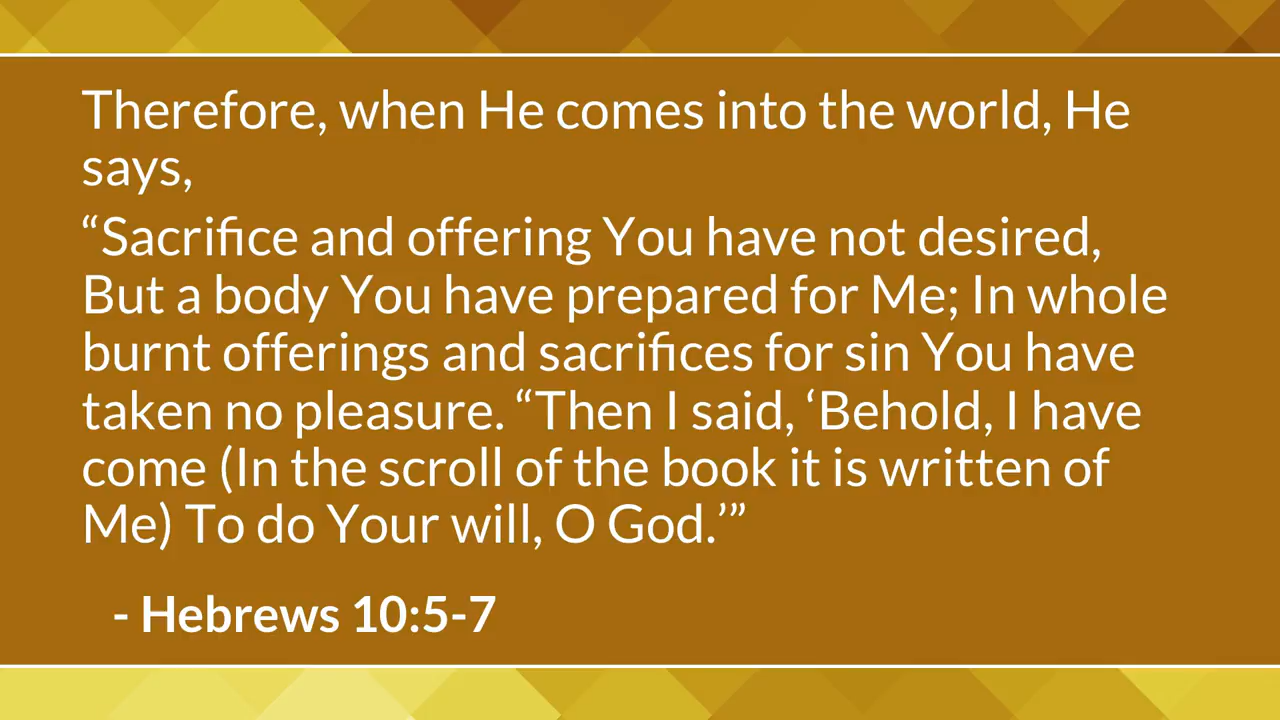 Therefore, when He comes into the world, He
says,
“Sacrifice and offering You have not desired,
But a body You have prepared for Me; In whole
burnt offerings and sacrifices for sin You have
taken no pleasure. “Then I said, ‘Behold, I have
come (In the scroll of the book it is written of
Me) To do Your will, O God.’”
- Hebrews 10:5-7